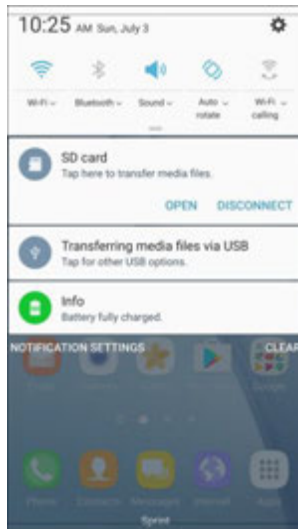 10:25 AM Sun, July 3
Wi-Fi Bluetooth Sound Auto rotate Wi-Fi calling
SD card
Tap here to transfer media files.
OPEN DISCONNECT
Transferring media files via USB
Tap for other USB options.
Info
Battery fully charged.
NOTIFICATION SETTINGS CLEAR
Google
Phone Contacts Messages Internet Apps
Sprint